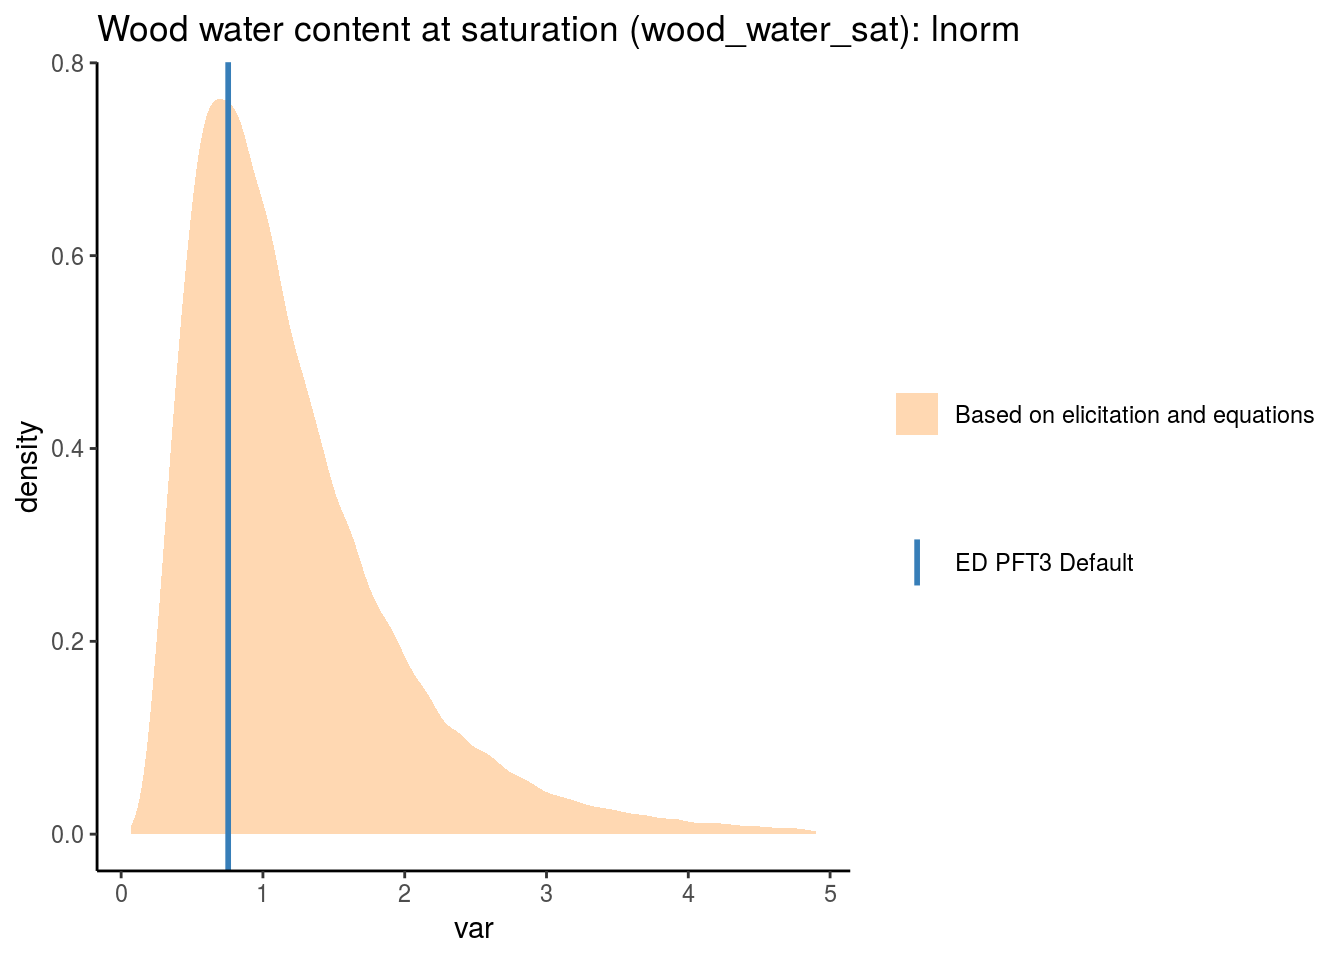 Wood water content at saturation (wood_water_sat): lnorm
0.8
0.6
0.4
0.2
0.0
density
0 1 2 3 4 5
var
Based on elicitation and equations
ED PFT3 Default